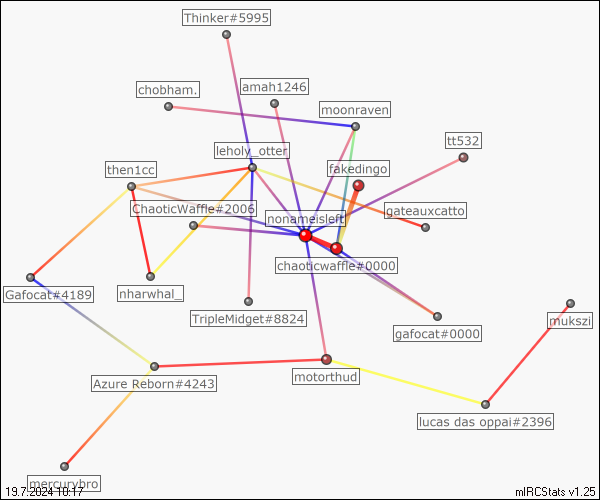 Thinker#5995
chobham.
amah1246
moonraven
tt532
leholy_otter
then1cc
fakedingo
ChaoticWaffle#2006
nonameisleft
gateauxcatto
chaoticwaffle#0000
Gafocat#4189
nharwhal_
TripleMidget#8824
gafocat#0000
mukszi
Azure Reborn#4243
motorthud
lucas das oppai#2396
mercurybro
19.7.2024 10:17
mIRCStats v1.25